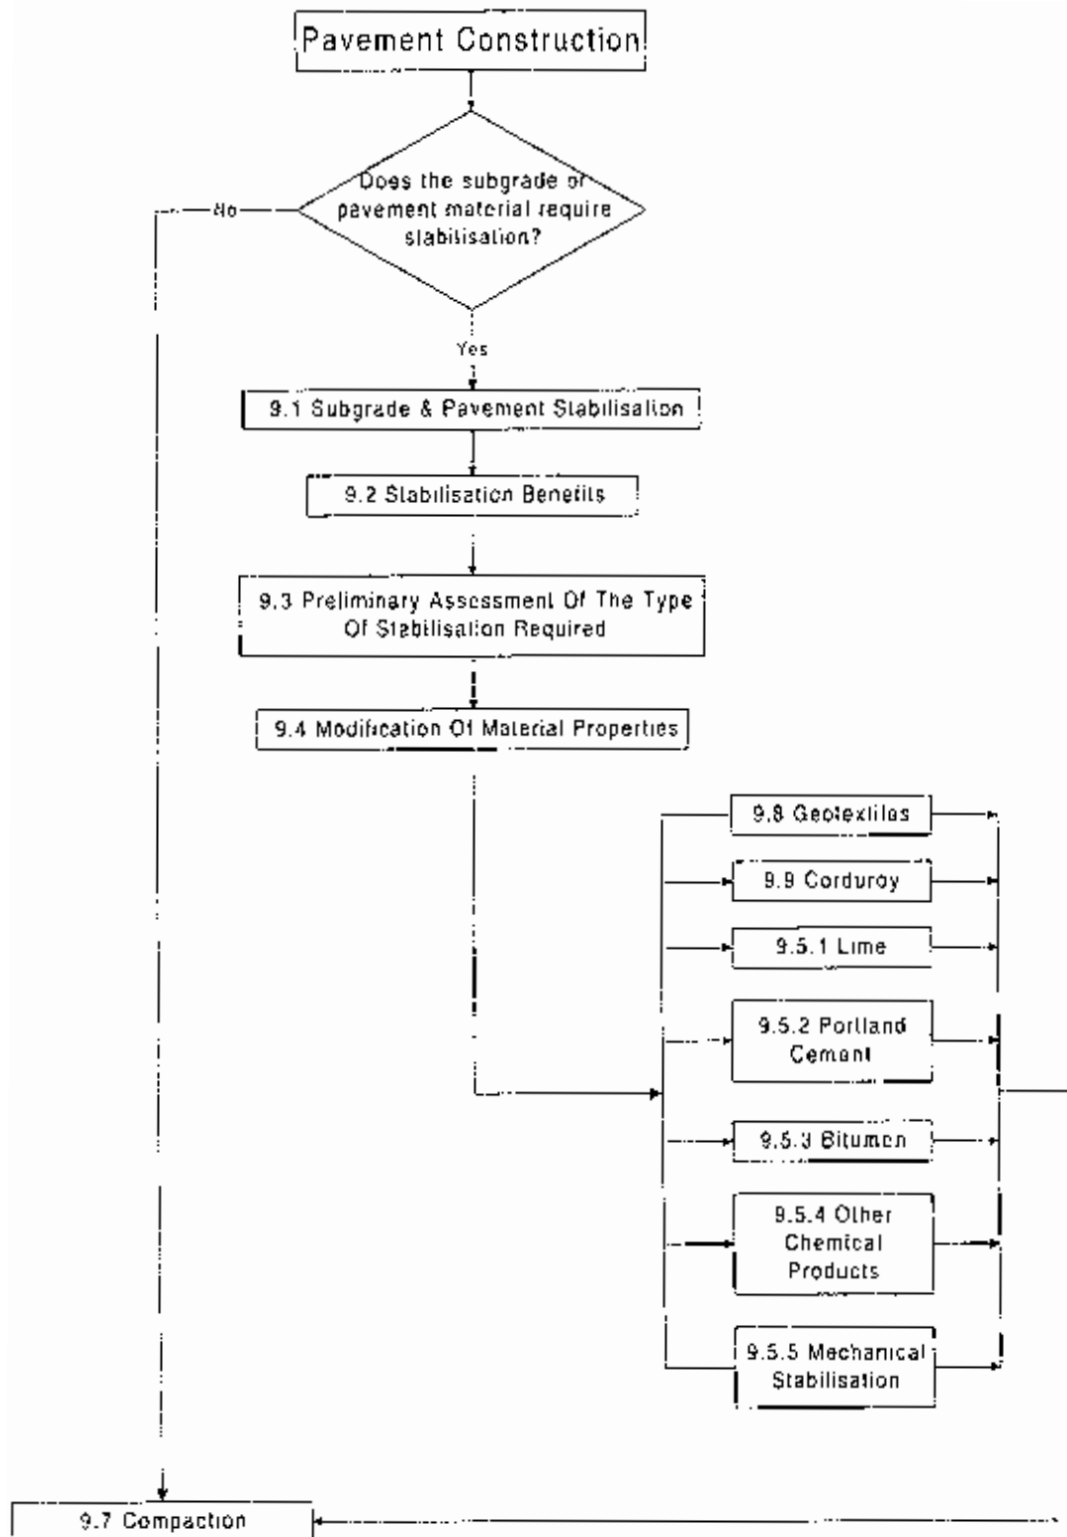 Pavement Construction
Does the subgrade or
pavement material require
stabilisation?
No
Yes
9.1 Subgrade & Pavement Stabilisation
9.2 Stabilisation Benefits
9.3 Preliminary Assessment Of The Type
Of Stabilisation Required
9.4 Modification Of Material Properties
9.8 Geotextiles
9.9 Corduroy
9.5.1 Lime
9.5.2 Portland
Cement
9.5.3 Bitumen
9.5.4 Other
Chemical
Products
9.5.5 Mechanical
Stabilisation
9.7 Compaction